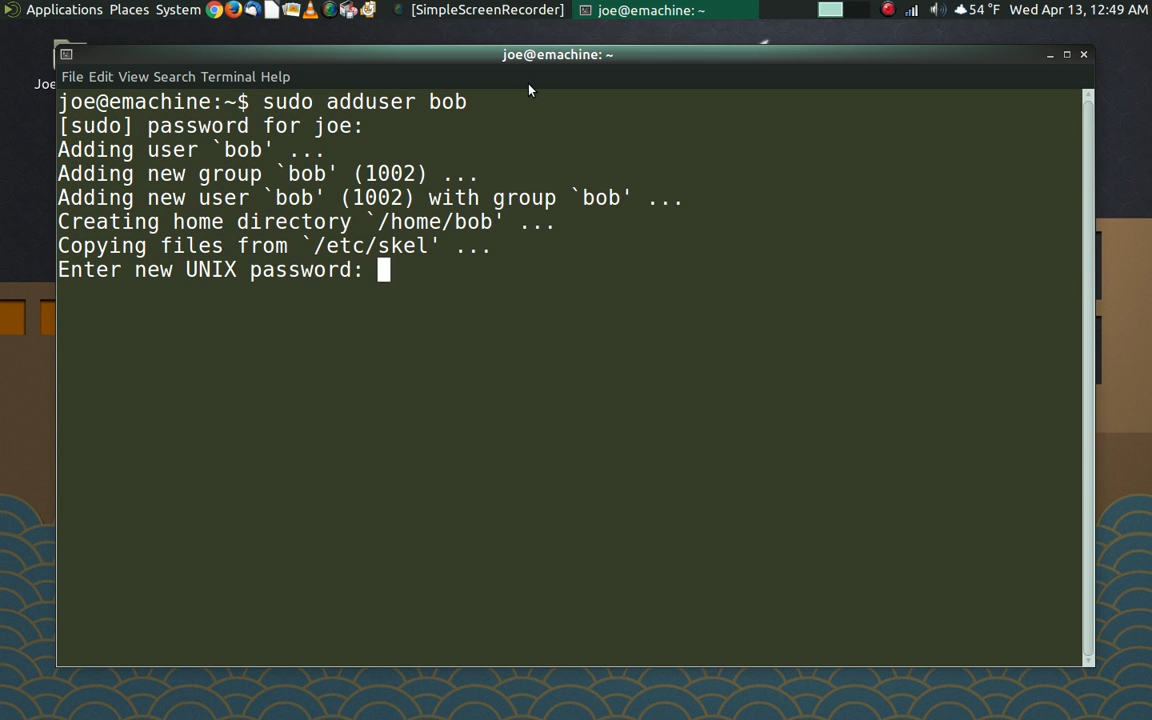 Applications Places System [SimpleScreenRecorder] joe@emachine: ~ 54 °F Wed Apr 13, 12:49 AM
Joe
joe@emachine: ~
File Edit View Search Terminal Help
joe@emachine:~$ sudo adduser bob
[sudo] password for joe:
Adding user `bob' ...
Adding new group `bob' (1002) ...
Adding new user `bob' (1002) with group `bob' ...
Creating home directory `/home/bob' ...
Copying files from `/etc/skel' ...
Enter new UNIX password: